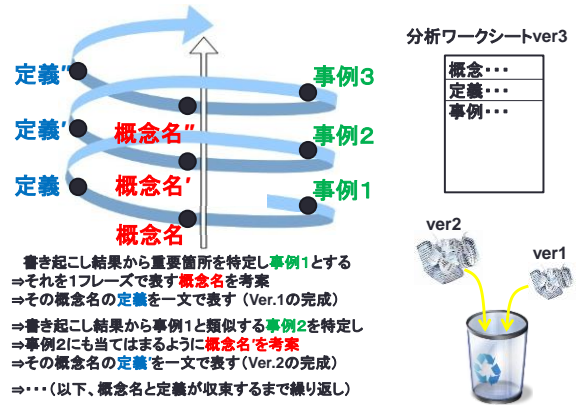 定義″
事例3
定義′
概念名″
事例2
定義
概念名′
事例1
概念名
分析ワークシートver3
概念・・・
定義・・・
事例・・・
ver2
ver1
書き起こし結果から重要箇所を特定し事例1とする
⇒それを1フレーズで表す概念名を考案
⇒その概念名の定義を一文で表す（Ver.1の完成）
⇒書き起こし結果から事例1と類似する事例2を特定し
⇒事例2にも当てはまるように概念名′を考案
⇒その概念名の定義′を一文で表す（Ver.2の完成）
⇒・・・（以下、概念名と定義が収束するまで繰り返し）